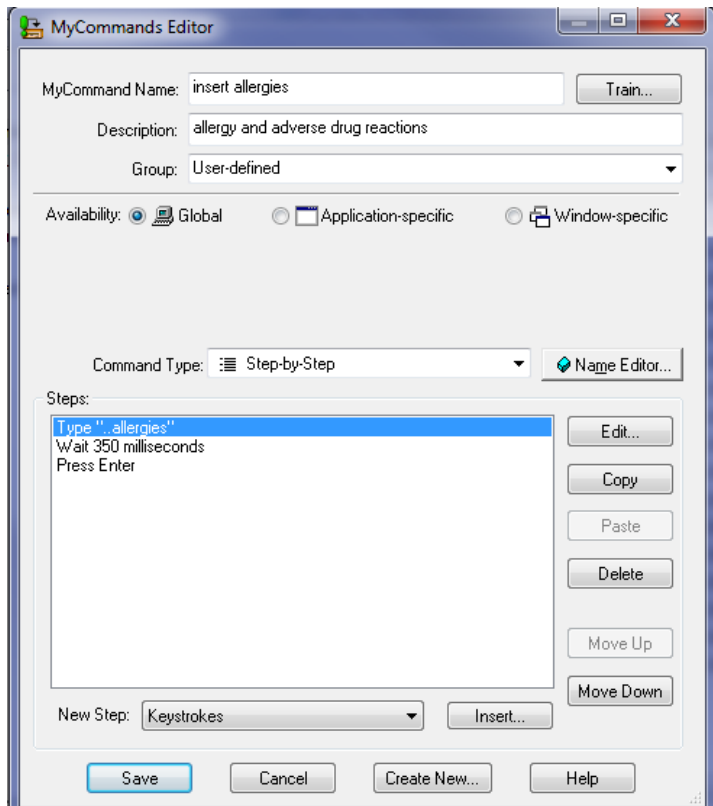 MyCommands Editor
MyCommand Name: insert allergies Train...
Description: allergy and adverse drug reactions
Group: User-defined
Availability: Global Application-specific Window-specific
Command Type: Step-by-Step Name Editor...
Steps:
Type "..allergies" Edit...
Wait 350 milliseconds
Press Enter
Copy
Paste
Delete
Move Up
Move Down
New Step: Keystrokes Insert...
Save Cancel Create New... Help